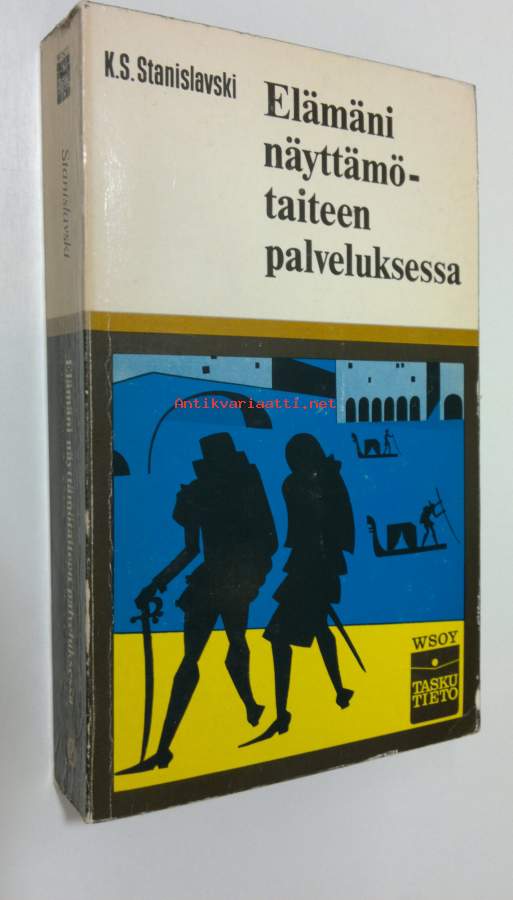 K.S. Stanislavski
Elämäni
näyttämö-
taiteen
palveluksessa
Stanislavski
Elämäni näyttämötaiteen palveluksessa
Antikvariaatti.net
WSOY
TASKU
TIETO